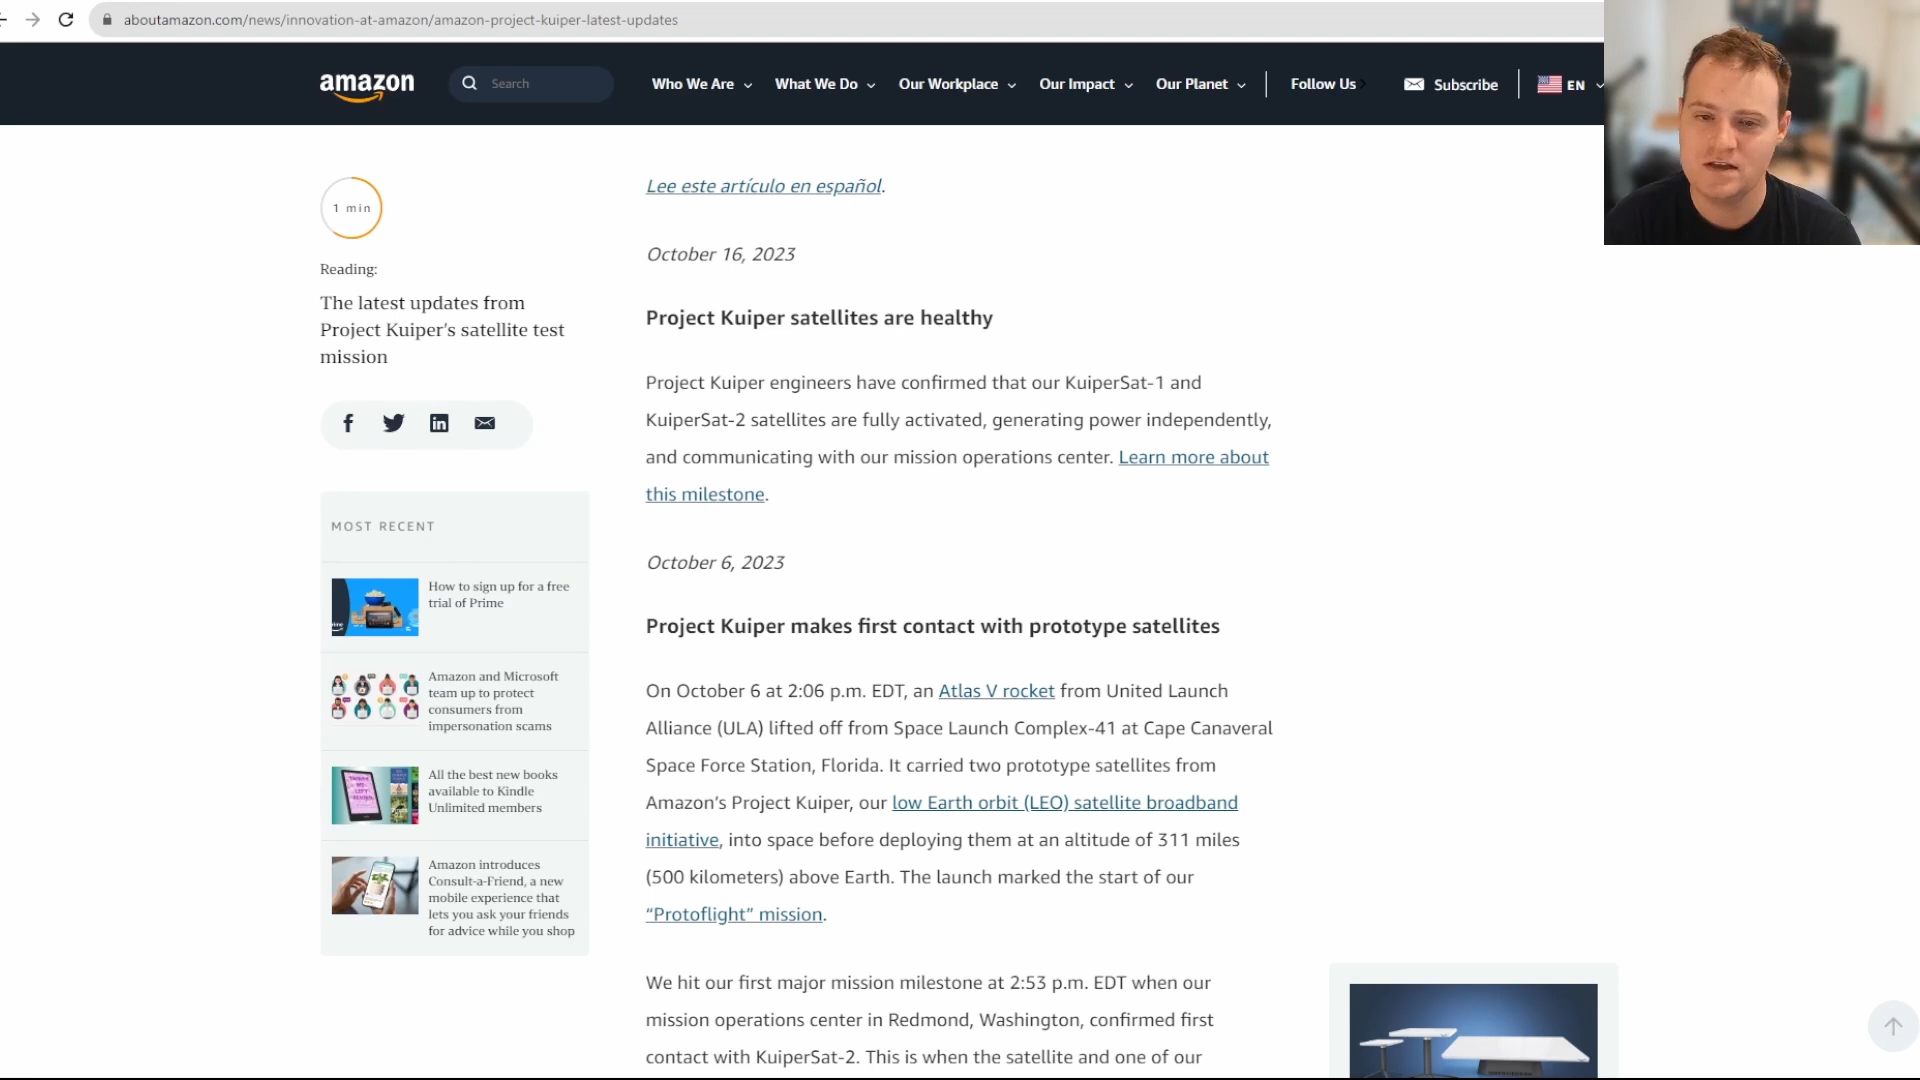 aboutamazon.com/news/innovation-at-amazon/amazon-project-kuiper-latest-updates
amazon
Search
Who We Are
What We Do
Our Workplace
Our Impact
Our Planet
Follow Us
Subscribe
EN
1 min
Reading:
The latest updates from
Project Kuiper's satellite test
mission
MOST RECENT
How to sign up for a free
trial of Prime
Amazon and Microsoft
team up to protect
consumers from
impersonation scams
All the best new books
available to Kindle
Unlimited members
Amazon introduces
Consult-a-Friend, a new
mobile experience that
lets you ask your friends
for advice while you shop
Lee este artículo en español.
October 16, 2023
Project Kuiper satellites are healthy
Project Kuiper engineers have confirmed that our KuiperSat-1 and
KuiperSat-2 satellites are fully activated, generating power independently,
and communicating with our mission operations center. Learn more about
this milestone.
October 6, 2023
Project Kuiper makes first contact with prototype satellites
On October 6 at 2:06 p.m. EDT, an Atlas V rocket from United Launch
Alliance (ULA) lifted off from Space Launch Complex-41 at Cape Canaveral
Space Force Station, Florida. It carried two prototype satellites from
Amazon's Project Kuiper, our low Earth orbit (LEO) satellite broadband
initiative, into space before deploying them at an altitude of 311 miles
(500 kilometers) above Earth. The launch marked the start of our
“Protoflight” mission.
We hit our first major mission milestone at 2:53 p.m. EDT when our
mission operations center in Redmond, Washington, confirmed first
contact with KuiperSat-2. This is when the satellite and one of our